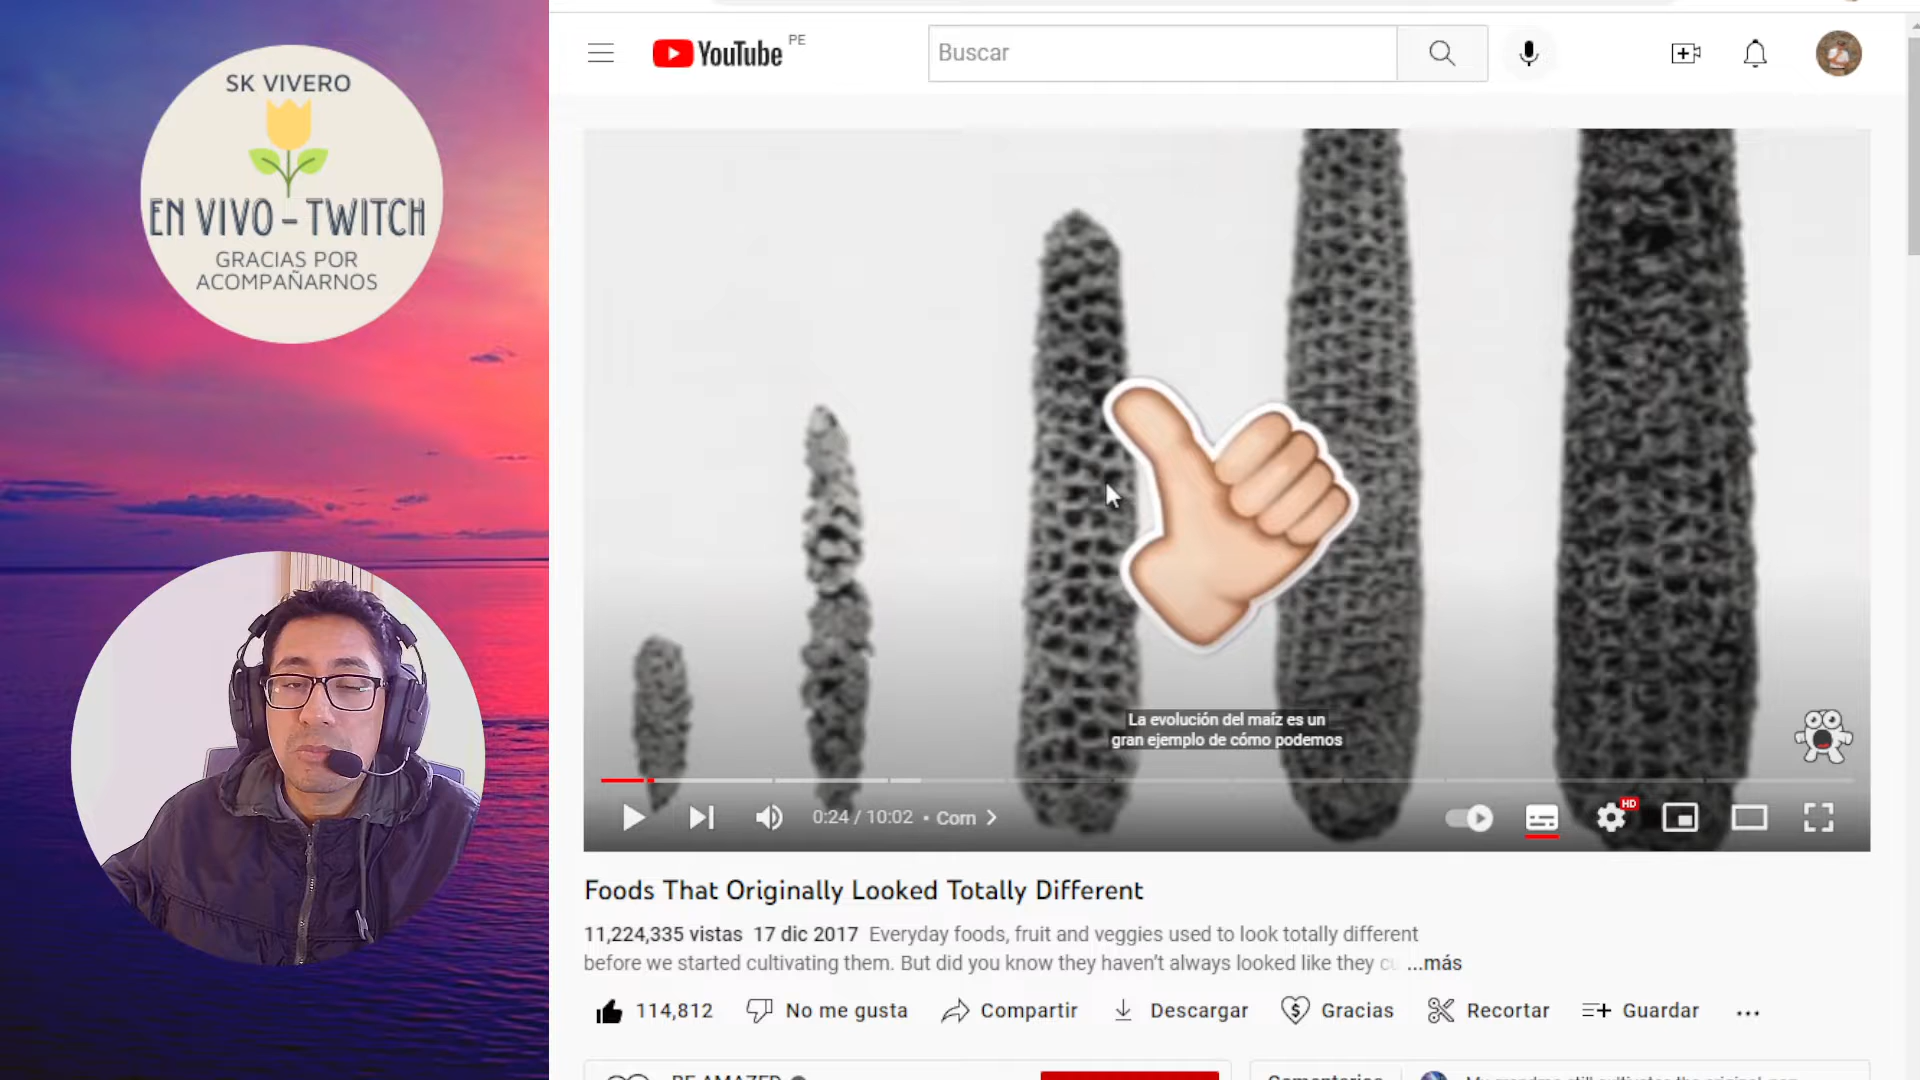 SK VIVERO
EN VIVO - TWITCH
GRACIAS POR
ACOMPAÑARNOS
YouTube PE
Buscar
La evolución del maíz es un
gran ejemplo de cómo podemos
0:24 / 10:02 • Corn
HD
Foods That Originally Looked Totally Different
11,224,335 vistas 17 dic 2017 Everyday foods, fruit and veggies used to look totally different
before we started cultivating them. But did you know they haven't always looked like they ...más
114,812 No me gusta Compartir Descargar Gracias Recortar Guardar
BE AMAZED
Comentarios